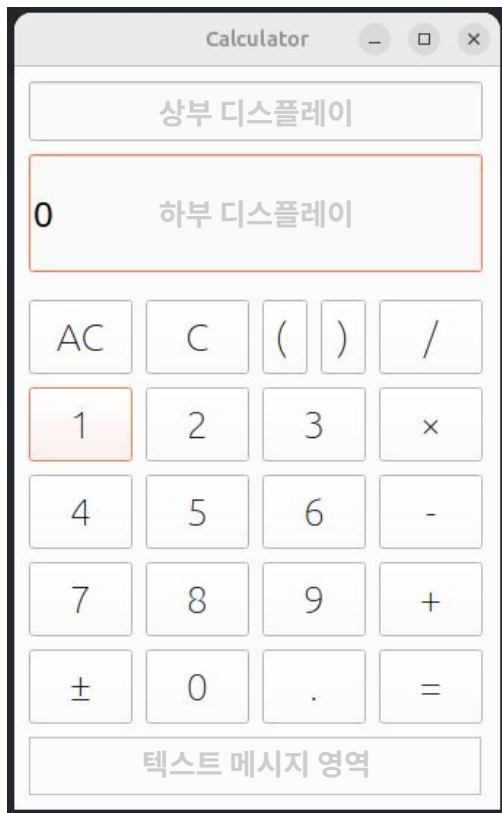 Calculator
상부 디스플레이
0 하부 디스플레이
AC C ( ) /
1 2 3 ×
4 5 6 -
7 8 9 +
± 0 . =
텍스트 메시지 영역